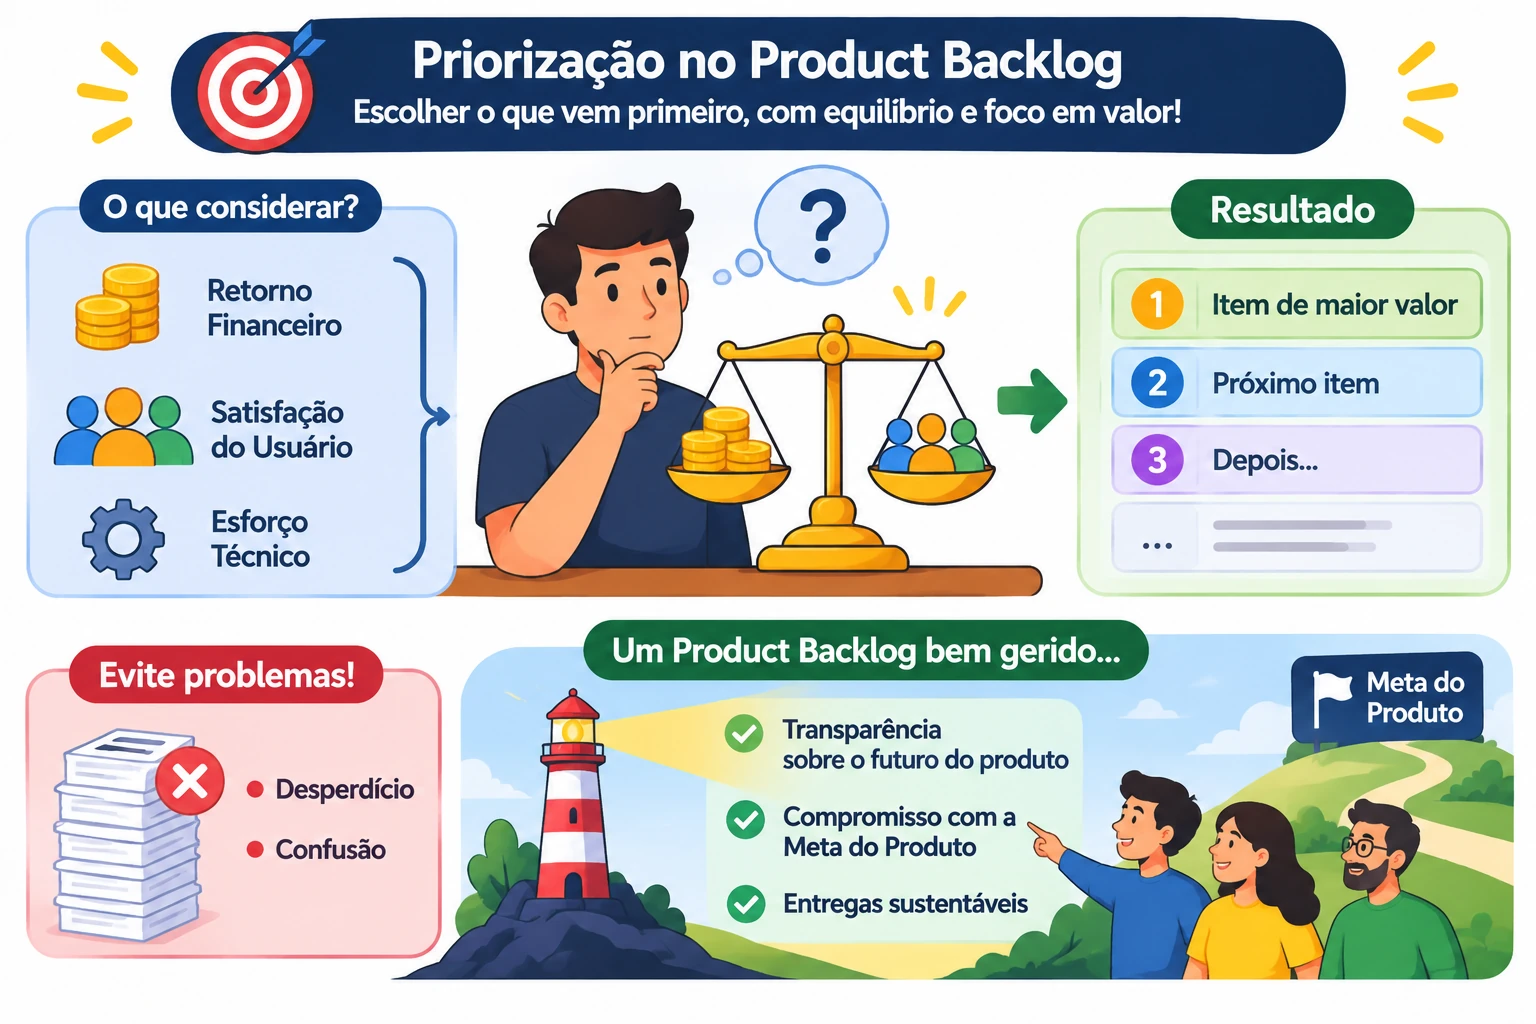 Priorização no Product Backlog
Escolher o que vem primeiro, com equilíbrio e foco em valor!
O que considerar?
Retorno
Financeiro
Satisfação
do Usuário
Esforço
Técnico
?
Resultado
1 Item de maior valor
2 Próximo item
3 Depois...
...
Evite problemas!
• Desperdício
• Confusão
Um Product Backlog bem gerido...
Transparência
sobre o futuro do produto
Compromisso com a
Meta do Produto
Entregas sustentáveis
Meta do
Produto